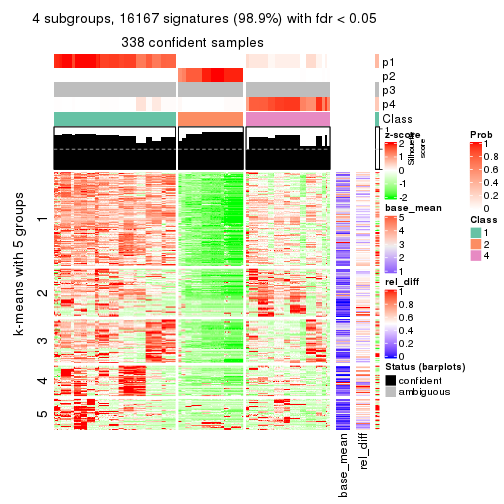 4 subgroups, 16167 signatures (98.9%) with fdr < 0.05
338 confident samples
p1
p2
p3
p4
Class
1
Silhouette
score
k-means with 5 groups
1
2
3
4
5
base_mean
rel_diff
z-score
2
1
0
-1
-2
base_mean
5
4
3
2
1
rel_diff
1
0.8
0.6
0.4
0.2
0
Status (barplots)
confident
ambiguous
Prob
1
0.8
0.6
0.4
0.2
0
Class
1
2
4